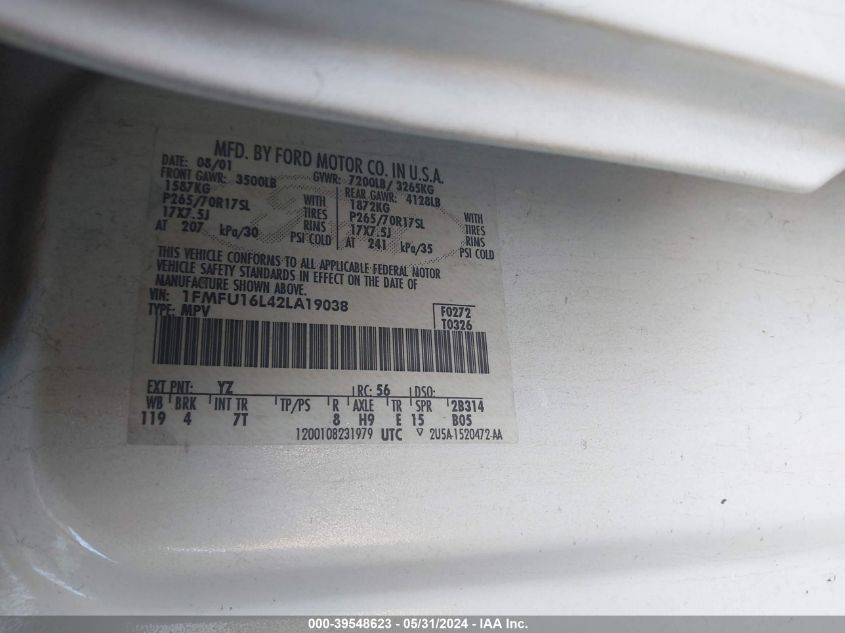 MFD. BY FORD MOTOR CO. IN U.S.A.
DATE: 08/01 GVWR: 7200LB/ 3265KG
FRONT GAWR: 3500LB REAR GAWR: 4128LB
1587KG WITH 1872KG WITH
P265/70R17SL TIRES P265/70R17SL TIRES
17X7.5J RIMS 17X7.5J RIMS
AT 207 kPa/30 PSI COLD AT 241 kPa/35 PSI COLD
THIS VEHICLE CONFORMS TO ALL APPLICABLE FEDERAL MOTOR
VEHICLE SAFETY STANDARDS IN EFFECT ON THE DATE OF
MANUFACTURE SHOWN ABOVE.
VIN: 1FMFU16L42LA19038 F0272
TYPE: MPV T0326
EXT PNT: YZ RC: 56 DSO:
WB BRK INT TR TP/PS R AXLE TR SPR 2B314
119 4 7T 8 H9 E 15 B05
1200108231979 UTC ▽ 2U5A-1520472-AA
000-39548623 - 05/31/2024 - IAA Inc.